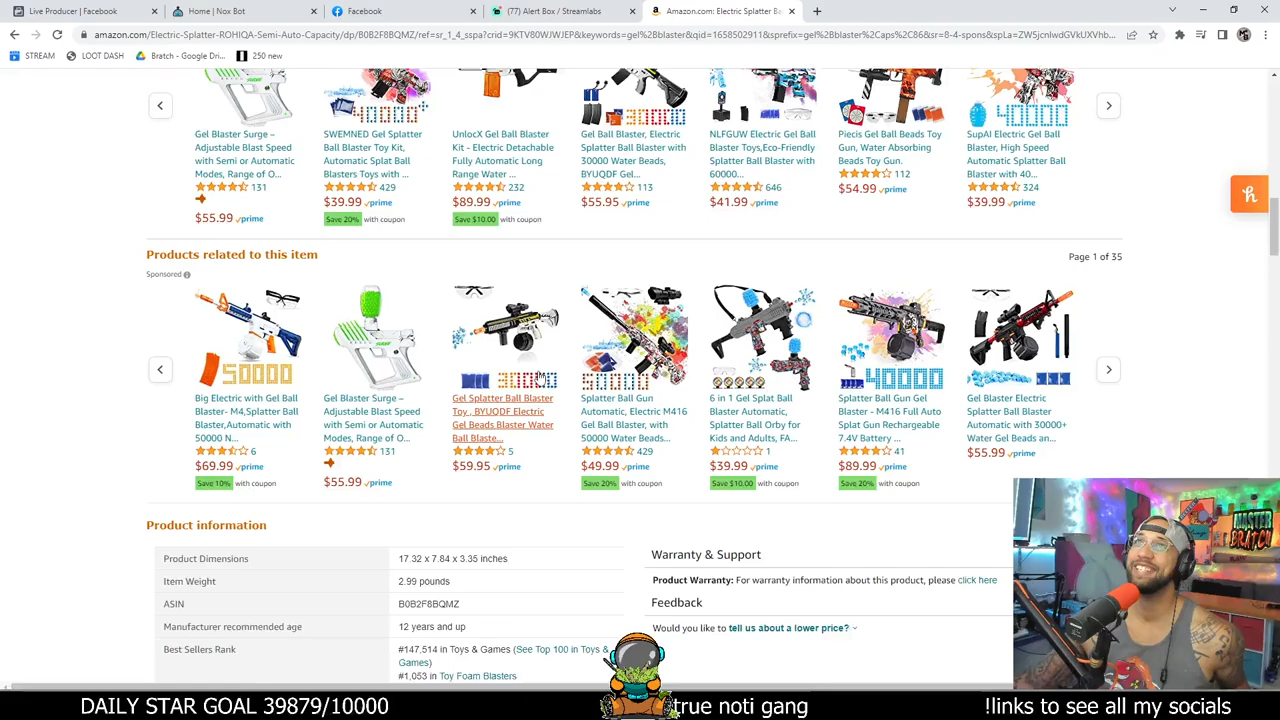 Live Producer | Facebook
Home | Nox Bot
Facebook
(77) Alert Box / Streamlabs
Amazon.com: Electric Splatter Ba
amazon.com/Electric-Splatter-ROHIQA-Semi-Auto-Capacity/dp/B0B2F8BQMZ/ref=sr_1_4_sspa?crid=9KTV80WJWJEP&keywords=gel%2Bblaster&qid=1658502911&sprefix=gel%2Bblaster%2Caps%2C86&sr=8-4-spons&spLa=ZW5jcnlwdGVkUXVhb...
STREAM
LOOT DASH
Bratch - Google Dri...
250 new
Gel Blaster Surge – Adjustable Blast Speed with Semi or Automatic Modes, Range of O...
131
$55.99 prime
SWEMNED Gel Splatter Ball Blaster Toy Kit, Automatic Splat Ball Blasters Toys with ...
429
$39.99 prime
Save 20% with coupon
UnlocX Gel Ball Blaster Kit - Electric Detachable Fully Automatic Long Range Water ...
232
$89.99 prime
Save $10.00 with coupon
Gel Ball Blaster, Electric Splatter Ball Blaster with 30000 Water Beads, BYUQDF Gel...
113
$55.95 prime
NLFGUW Electric Gel Ball Blaster Toys,Eco-Friendly Splatter Ball Blaster with 60000...
646
$41.99 prime
Piecis Gel Ball Beads Toy Gun, Water Absorbing Beads Toy Gun.
112
$54.99 prime
40000
SupAI Electric Gel Ball Blaster, High Speed Automatic Splatter Ball Blaster with 40...
324
$39.99 prime
Products related to this item
Page 1 of 35
Sponsored
50000
Big Electric with Gel Ball Blaster- M4,Splatter Ball Blaster,Automatic with 50000 N...
6
$69.99 prime
Save 10% with coupon
Gel Blaster Surge – Adjustable Blast Speed with Semi or Automatic Modes, Range of O...
131
$55.99 prime
Gel Splatter Ball Blaster Toy , BYUQDF Electric Gel Beads Blaster Water Ball Blaste...
5
$59.95 prime
50000
Splatter Ball Gun Automatic, Electric M416 Gel Ball Blaster, with 50000 Water Beads...
429
$49.99 prime
Save 20% with coupon
6 in 1 Gel Splat Ball Blaster Automatic, Splatter Ball Orby for Kids and Adults, FA...
1
$39.99 prime
Save $10.00 with coupon
40000
Splatter Ball Gun Gel Blaster - M416 Full Auto Splat Gun Rechargeable 7.4V Battery ...
41
$89.99 prime
Save 20% with coupon
Gel Blaster Electric Splatter Ball Blaster Automatic with 30000+ Water Gel Beads an...
$55.99 prime
Product information
Product Dimensions 17.32 x 7.84 x 3.35 inches
Item Weight 2.99 pounds
ASIN B0B2F8BQMZ
Manufacturer recommended age 12 years and up
Best Sellers Rank #147,514 in Toys & Games (See Top 100 in Toys & Games)
#1,053 in Toy Foam Blasters
Warranty & Support
Product Warranty: For warranty information about this product, please click here
Feedback
Would you like to tell us about a lower price?
MASTER BRATCH
DAILY STAR GOAL 39879/10000
true noti gang
!links to see all my socials